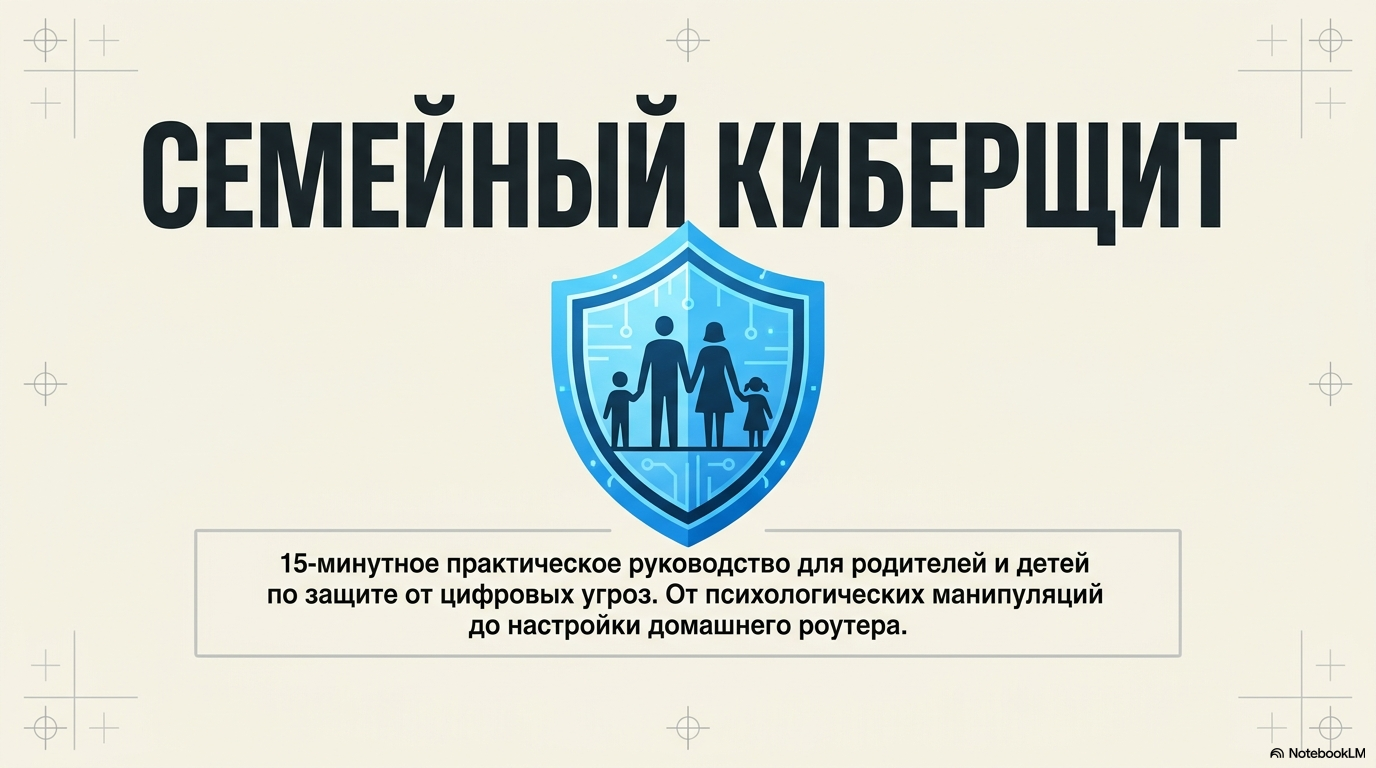 СЕМЕЙНЫЙ КИБЕРЩИТ
15-минутное практическое руководство для родителей и детей
по защите от цифровых угроз. От психологических манипуляций
до настройки домашнего роутера.
NotebookLM